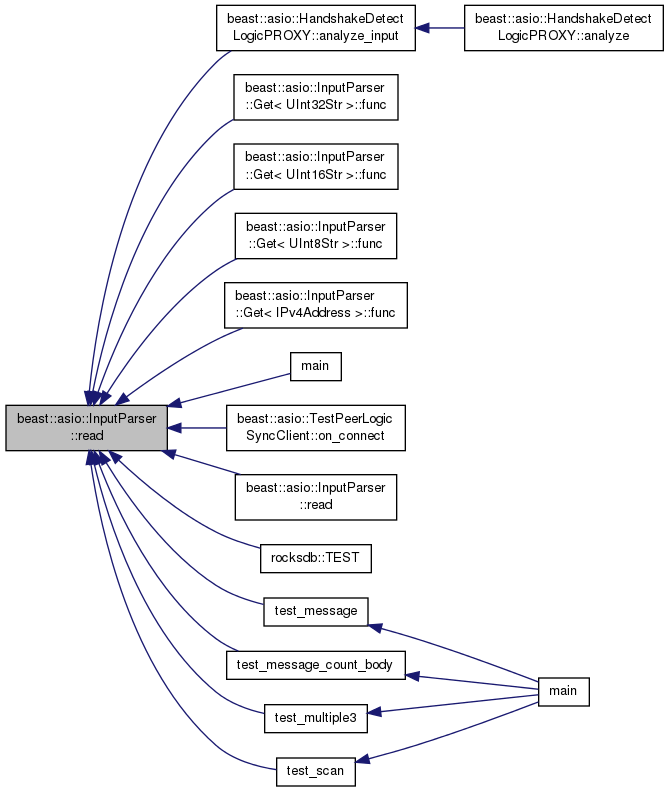 beast::asio::HandshakeDetect
LogicPROXY::analyze_input
beast::asio::HandshakeDetect
LogicPROXY::analyze
beast::asio::InputParser
::Get< UInt32Str >::func
beast::asio::InputParser
::Get< UInt16Str >::func
beast::asio::InputParser
::Get< UInt8Str >::func
beast::asio::InputParser
::Get< IPv4Address >::func
main
beast::asio::InputParser
::read
beast::asio::TestPeerLogic
SyncClient::on_connect
beast::asio::InputParser
::read
rocksdb::TEST
test_message
test_message_count_body
main
test_multiple3
test_scan